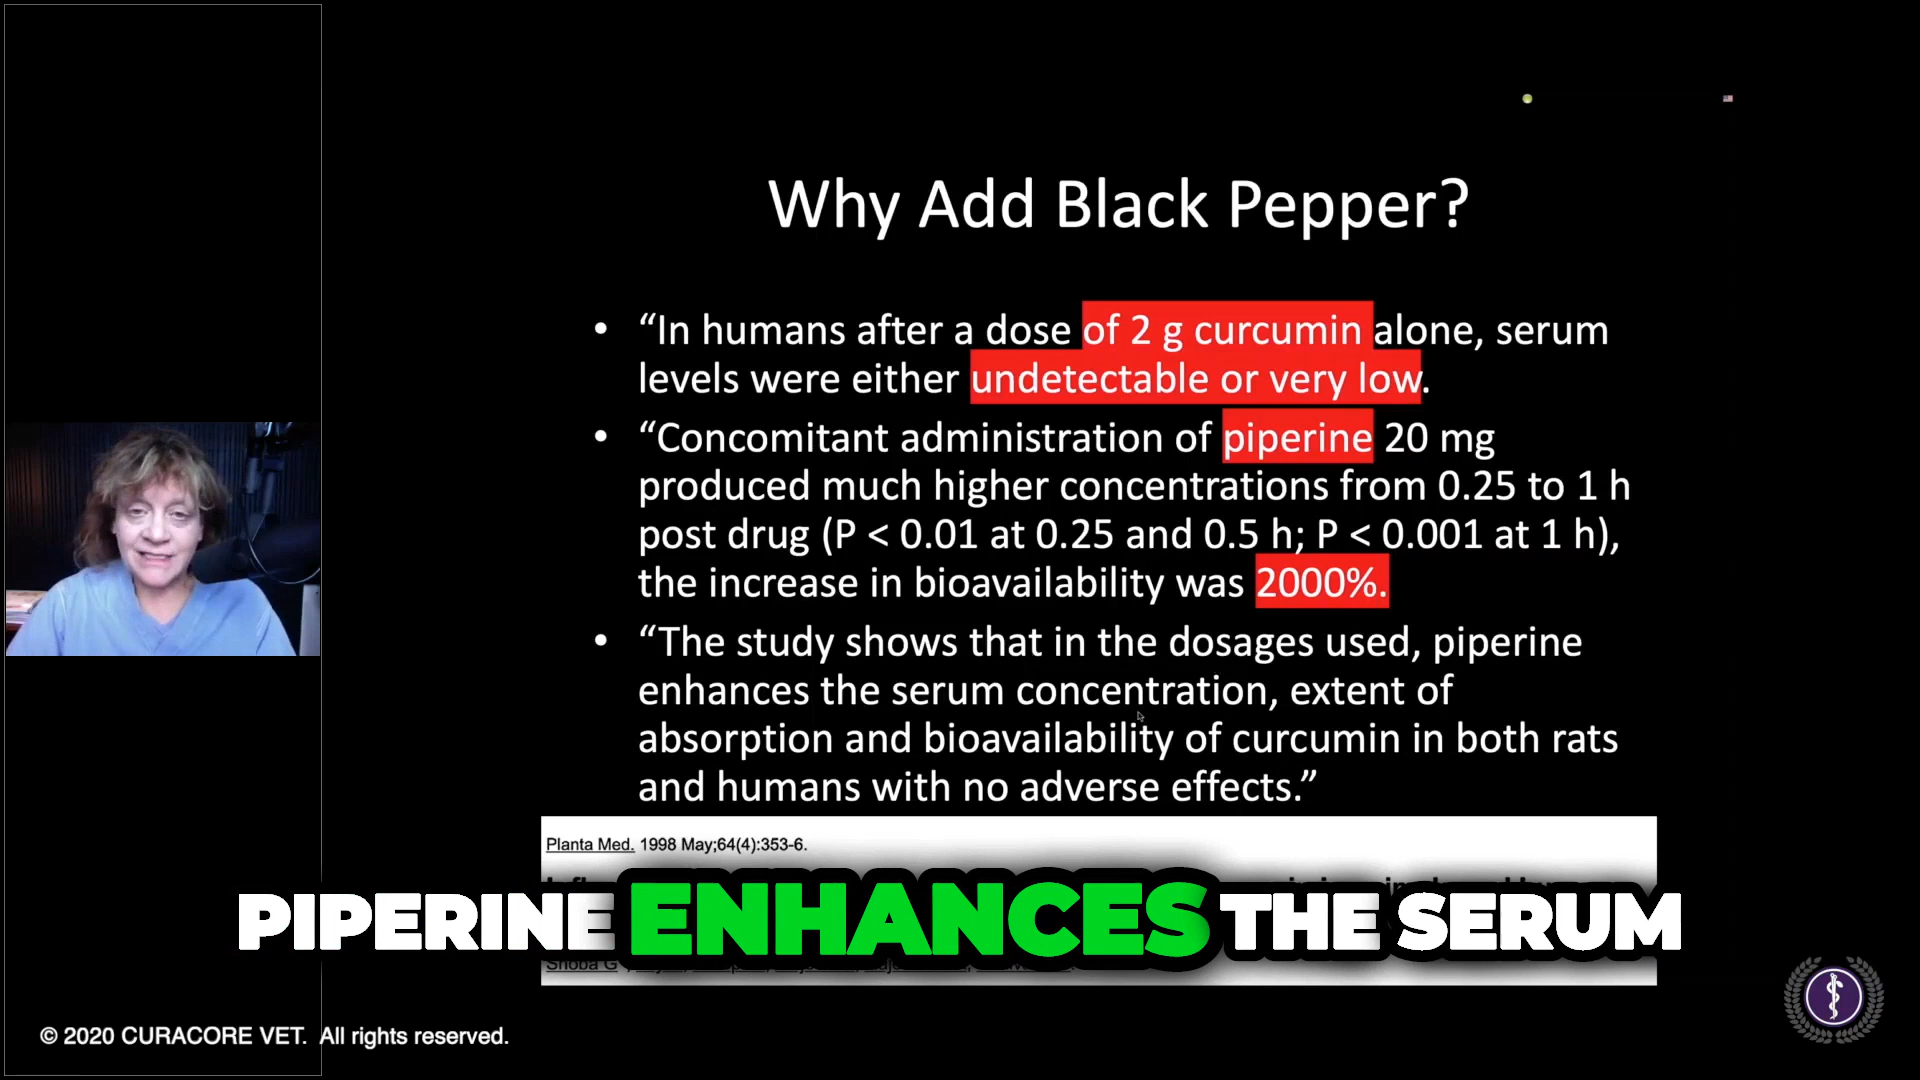 Why Add Black Pepper?
• “In humans after a dose of 2 g curcumin alone, serum
levels were either undetectable or very low.
• “Concomitant administration of piperine 20 mg
produced much higher concentrations from 0.25 to 1 h
post drug (P < 0.01 at 0.25 and 0.5 h; P < 0.001 at 1 h),
the increase in bioavailability was 2000%.
• “The study shows that in the dosages used, piperine
enhances the serum concentration, extent of
absorption and bioavailability of curcumin in both rats
and humans with no adverse effects.”
Planta Med. 1998 May;64(4):353-6.
PIPERINE ENHANCES THE SERUM
Shoba G
© 2020 CURACORE VET. All rights reserved.